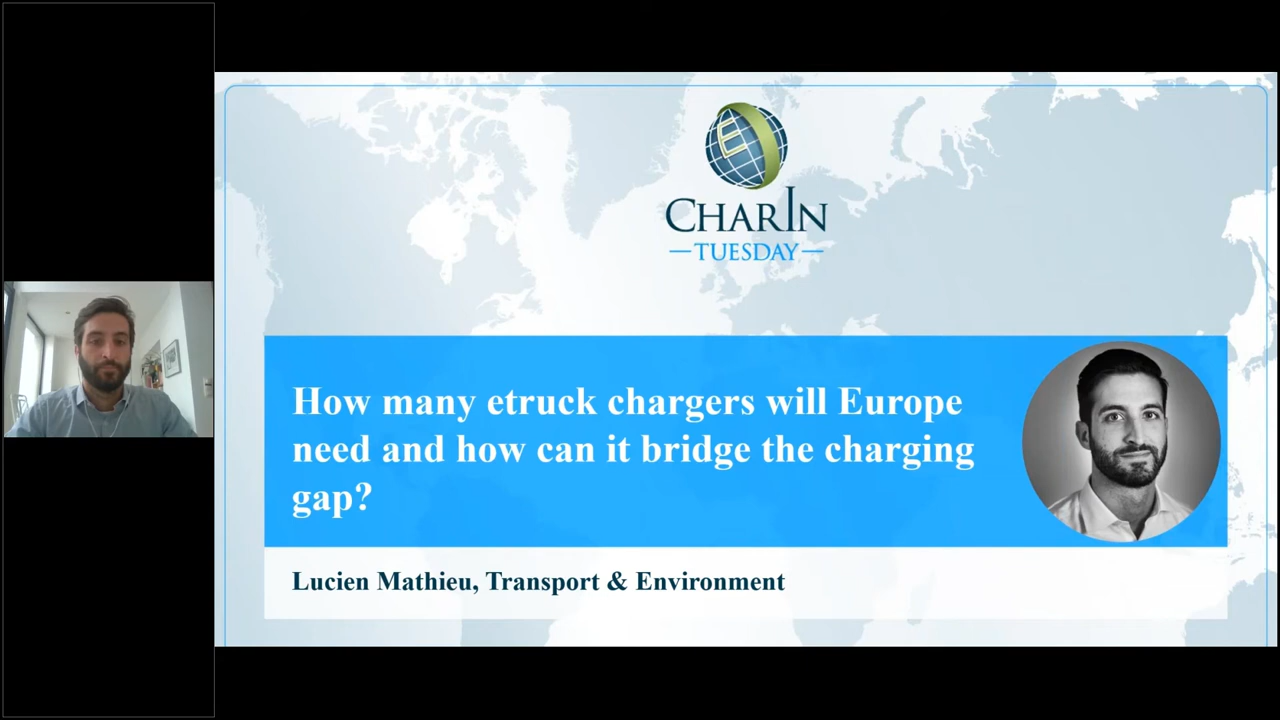 E
CHARIN
TUESDAY
How many etruck chargers will Europe
need and how can it bridge the charging
gap?
Lucien Mathieu, Transport & Environment